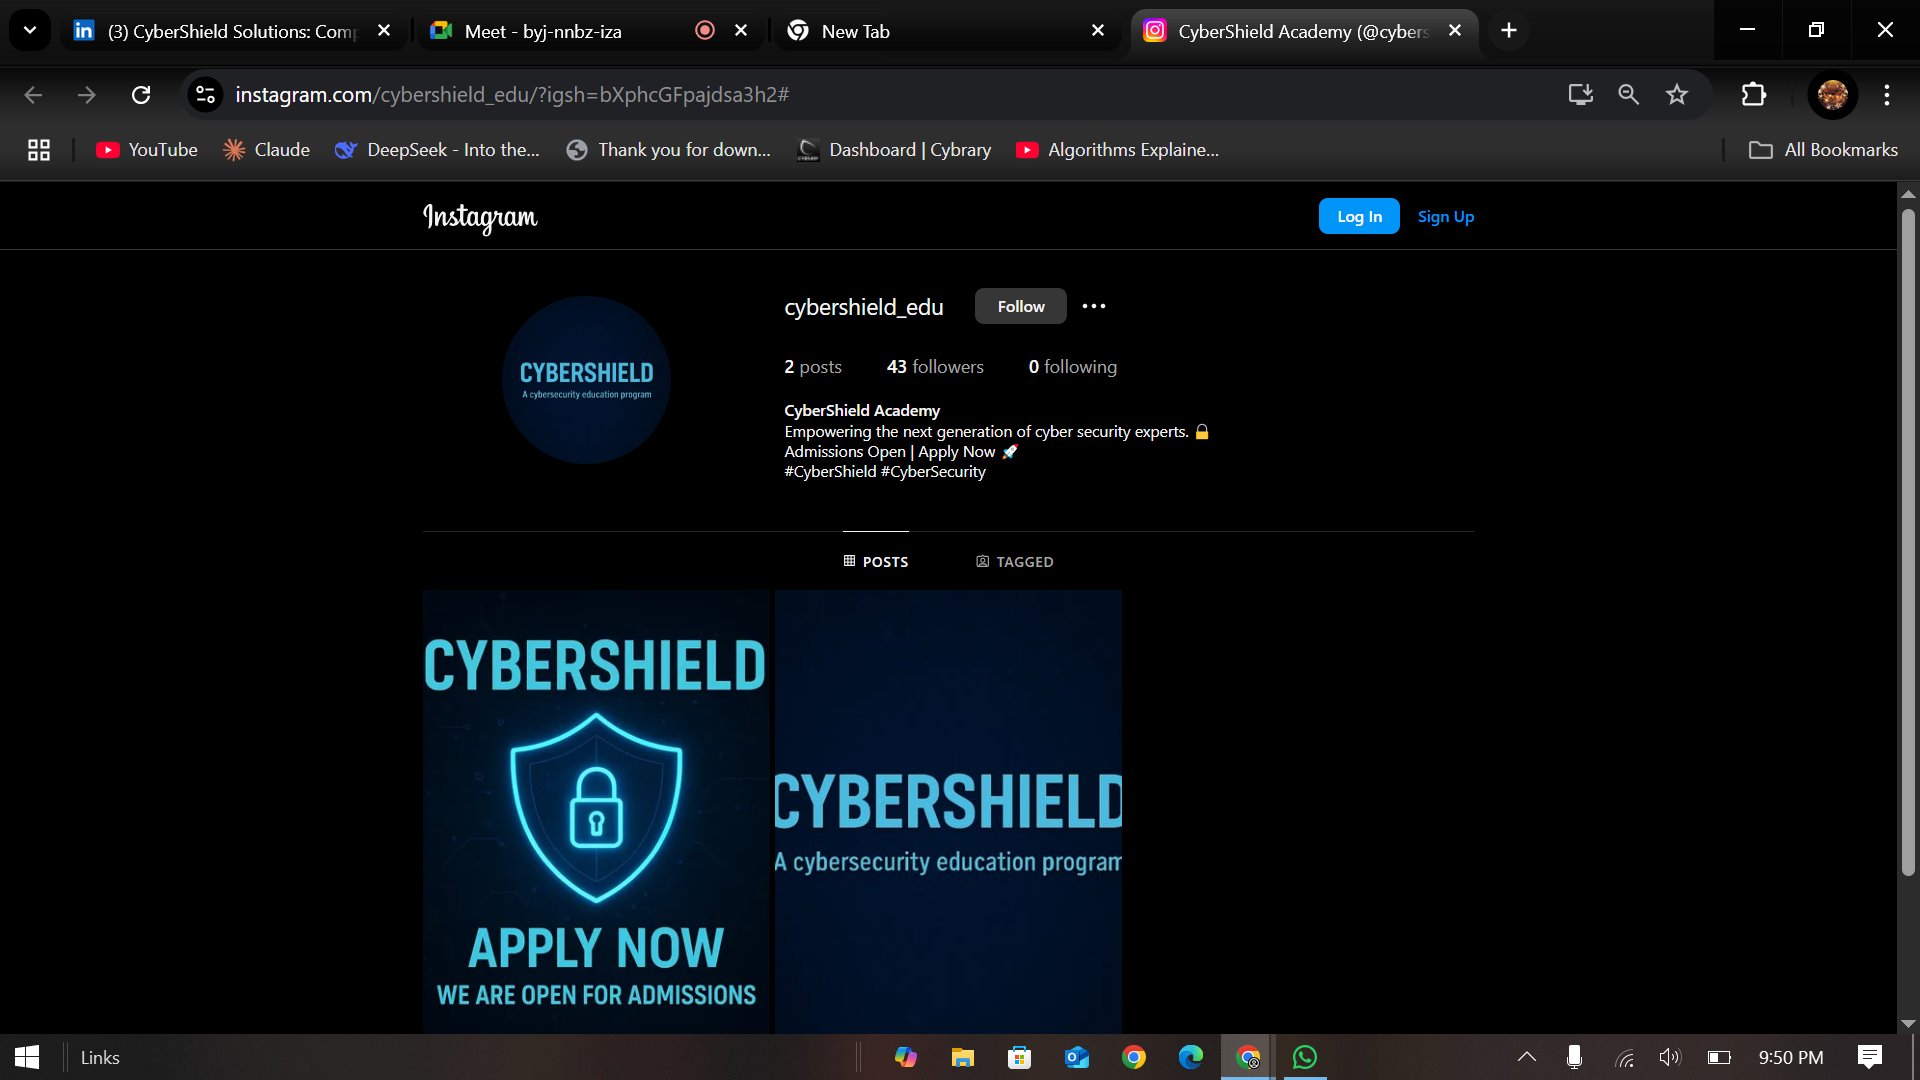 (3) CyberShield Solutions: Comp
Meet - byj-nnbz-iza
New Tab
CyberShield Academy (@cybers
instagram.com/cybershield_edu/?igsh=bXphcGFpajdsa3h2#
YouTube
Claude
DeepSeek - Into the...
Thank you for down...
Dashboard | Cybrary
Algorithms Explaine...
All Bookmarks
Instagram
Log In
Sign Up
cybershield_edu
Follow
2 posts
43 followers
0 following
CyberShield Academy
Empowering the next generation of cyber security experts. 🔒
Admissions Open | Apply Now 🚀
#CyberShield #CyberSecurity
CYBERSHIELD
A cybersecurity education program
POSTS
TAGGED
CYBERSHIELD
APPLY NOW
WE ARE OPEN FOR ADMISSIONS
CYBERSHIELD
A cybersecurity education program
Links
9:50 PM